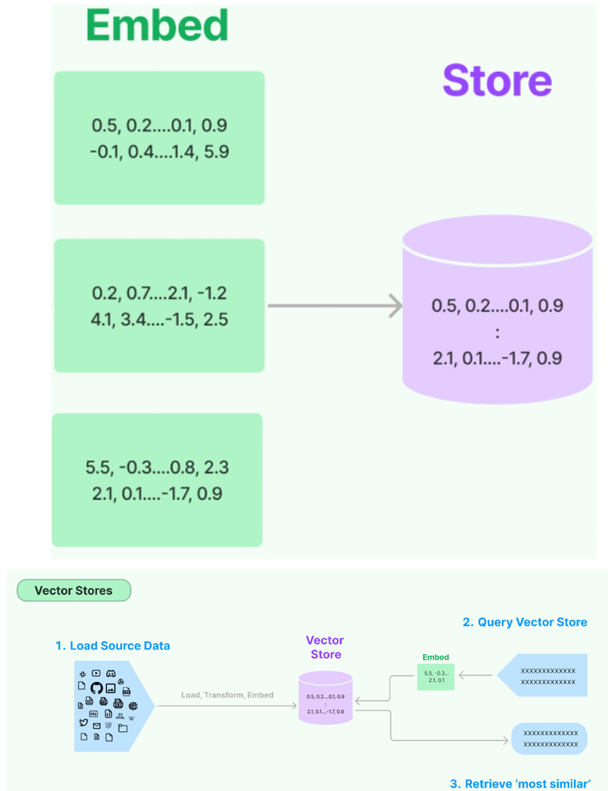 Embed
Store
0.5, 0.2....0.1, 0.9
-0.1, 0.4....1.4, 5.9
0.2, 0.7....2.1, -1.2
4.1, 3.4....-1.5, 2.5
0.5, 0.2....0.1, 0.9
:
2.1, 0.1....-1.7, 0.9
5.5, -0.3....0.8, 2.3
2.1, 0.1....-1.7, 0.9
Vector Stores
1. Load Source Data
Vector
Store
2. Query Vector Store
Load, Transform, Embed
0.5, 0.2....0.1, 0.9
:
2.1, 0.1....-1.7, 0.9
Embed
5.5, -0.3...
2.1, 0.1
XXXXXXXXXXXXX
XXXXXXXXXXXXX
XXXXXXXXXXXXX
XXXXXXXXXXXXX
3. Retrieve ‘most similar’